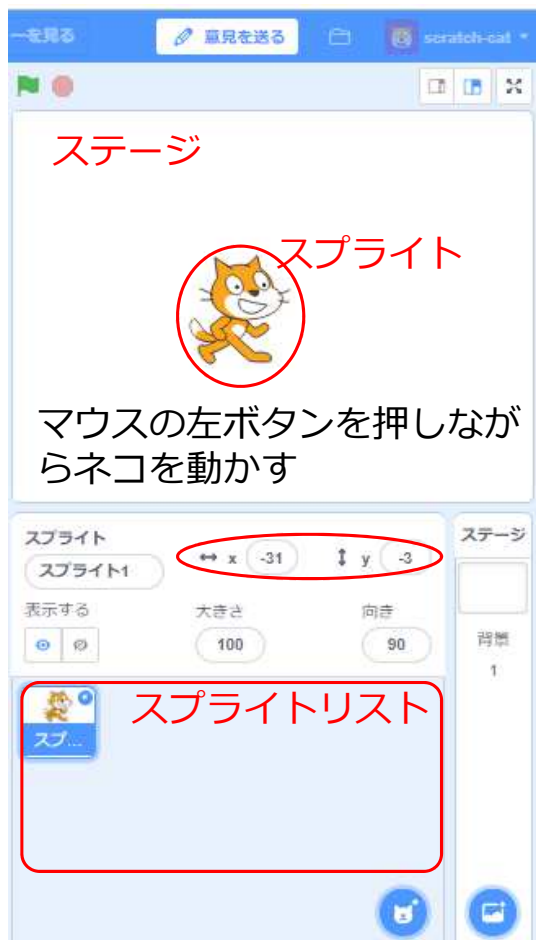 ーを見る 意見を送る scratch-cat
ステージ
スプライト
マウスの左ボタンを押しなが
らネコを動かす
スプライト ステージ
スプライト1 x -31 y -3
表示する 大きさ 向き 背景
100 90 1
スプライトリスト
スプ...